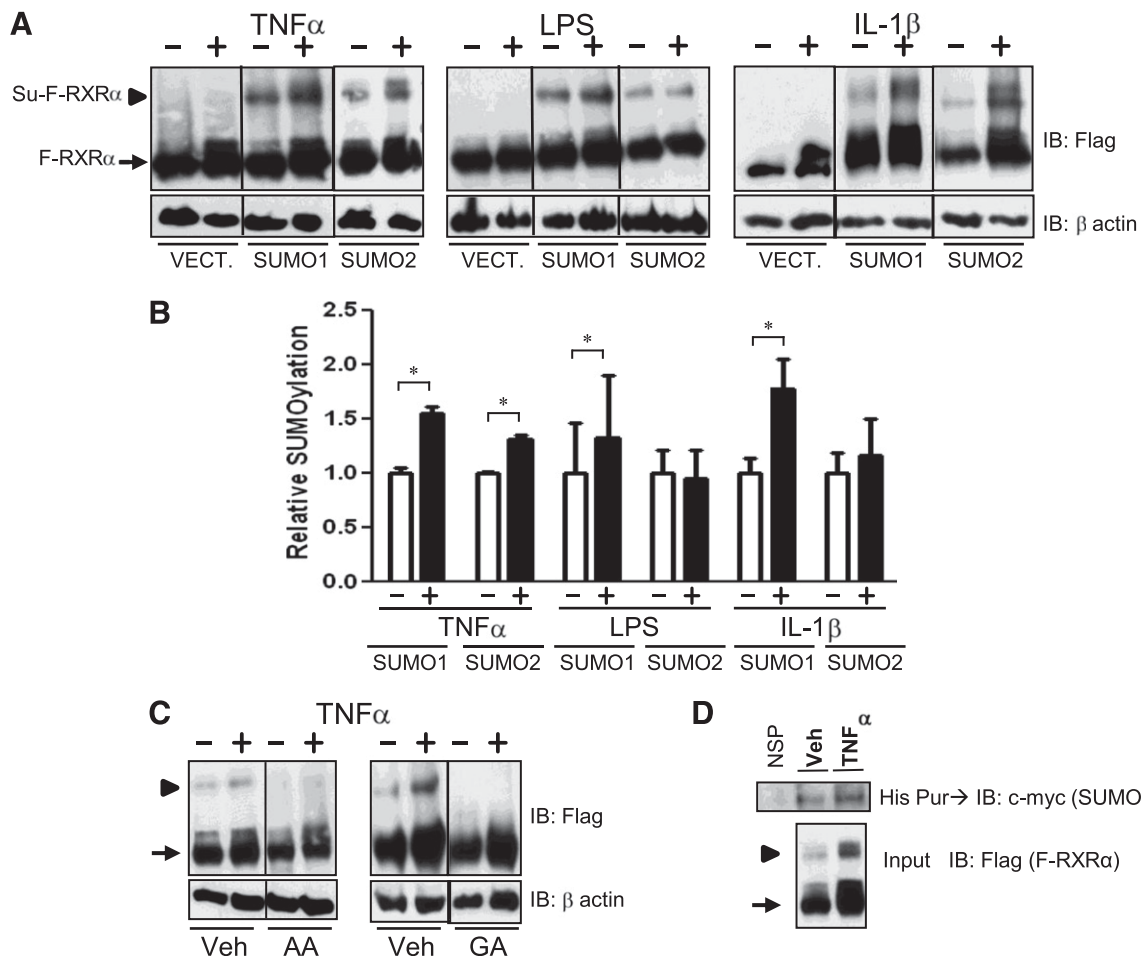 A
TNFα
LPS
IL-1β
− + − + − +
− + − + − +
− + − + − +
Su-F-RXRα
F-RXRα
IB: Flag
IB: β actin
VECT. SUMO1 SUMO2
VECT. SUMO1 SUMO2
VECT. SUMO1 SUMO2
B
Relative SUMOylation
2.5
2.0
1.5
1.0
0.5
0.0
* * * *
− + − + − + − + − + − +
TNFα LPS IL-1β
SUMO1 SUMO2 SUMO1 SUMO2 SUMO1 SUMO2
C
TNFα
− + − + − + − +
IB: Flag
IB: β actin
Veh AA Veh GA
D
NSP Veh TNFα
His Pur→ IB: c-myc (SUMO
Input IB: Flag (F-RXRα)